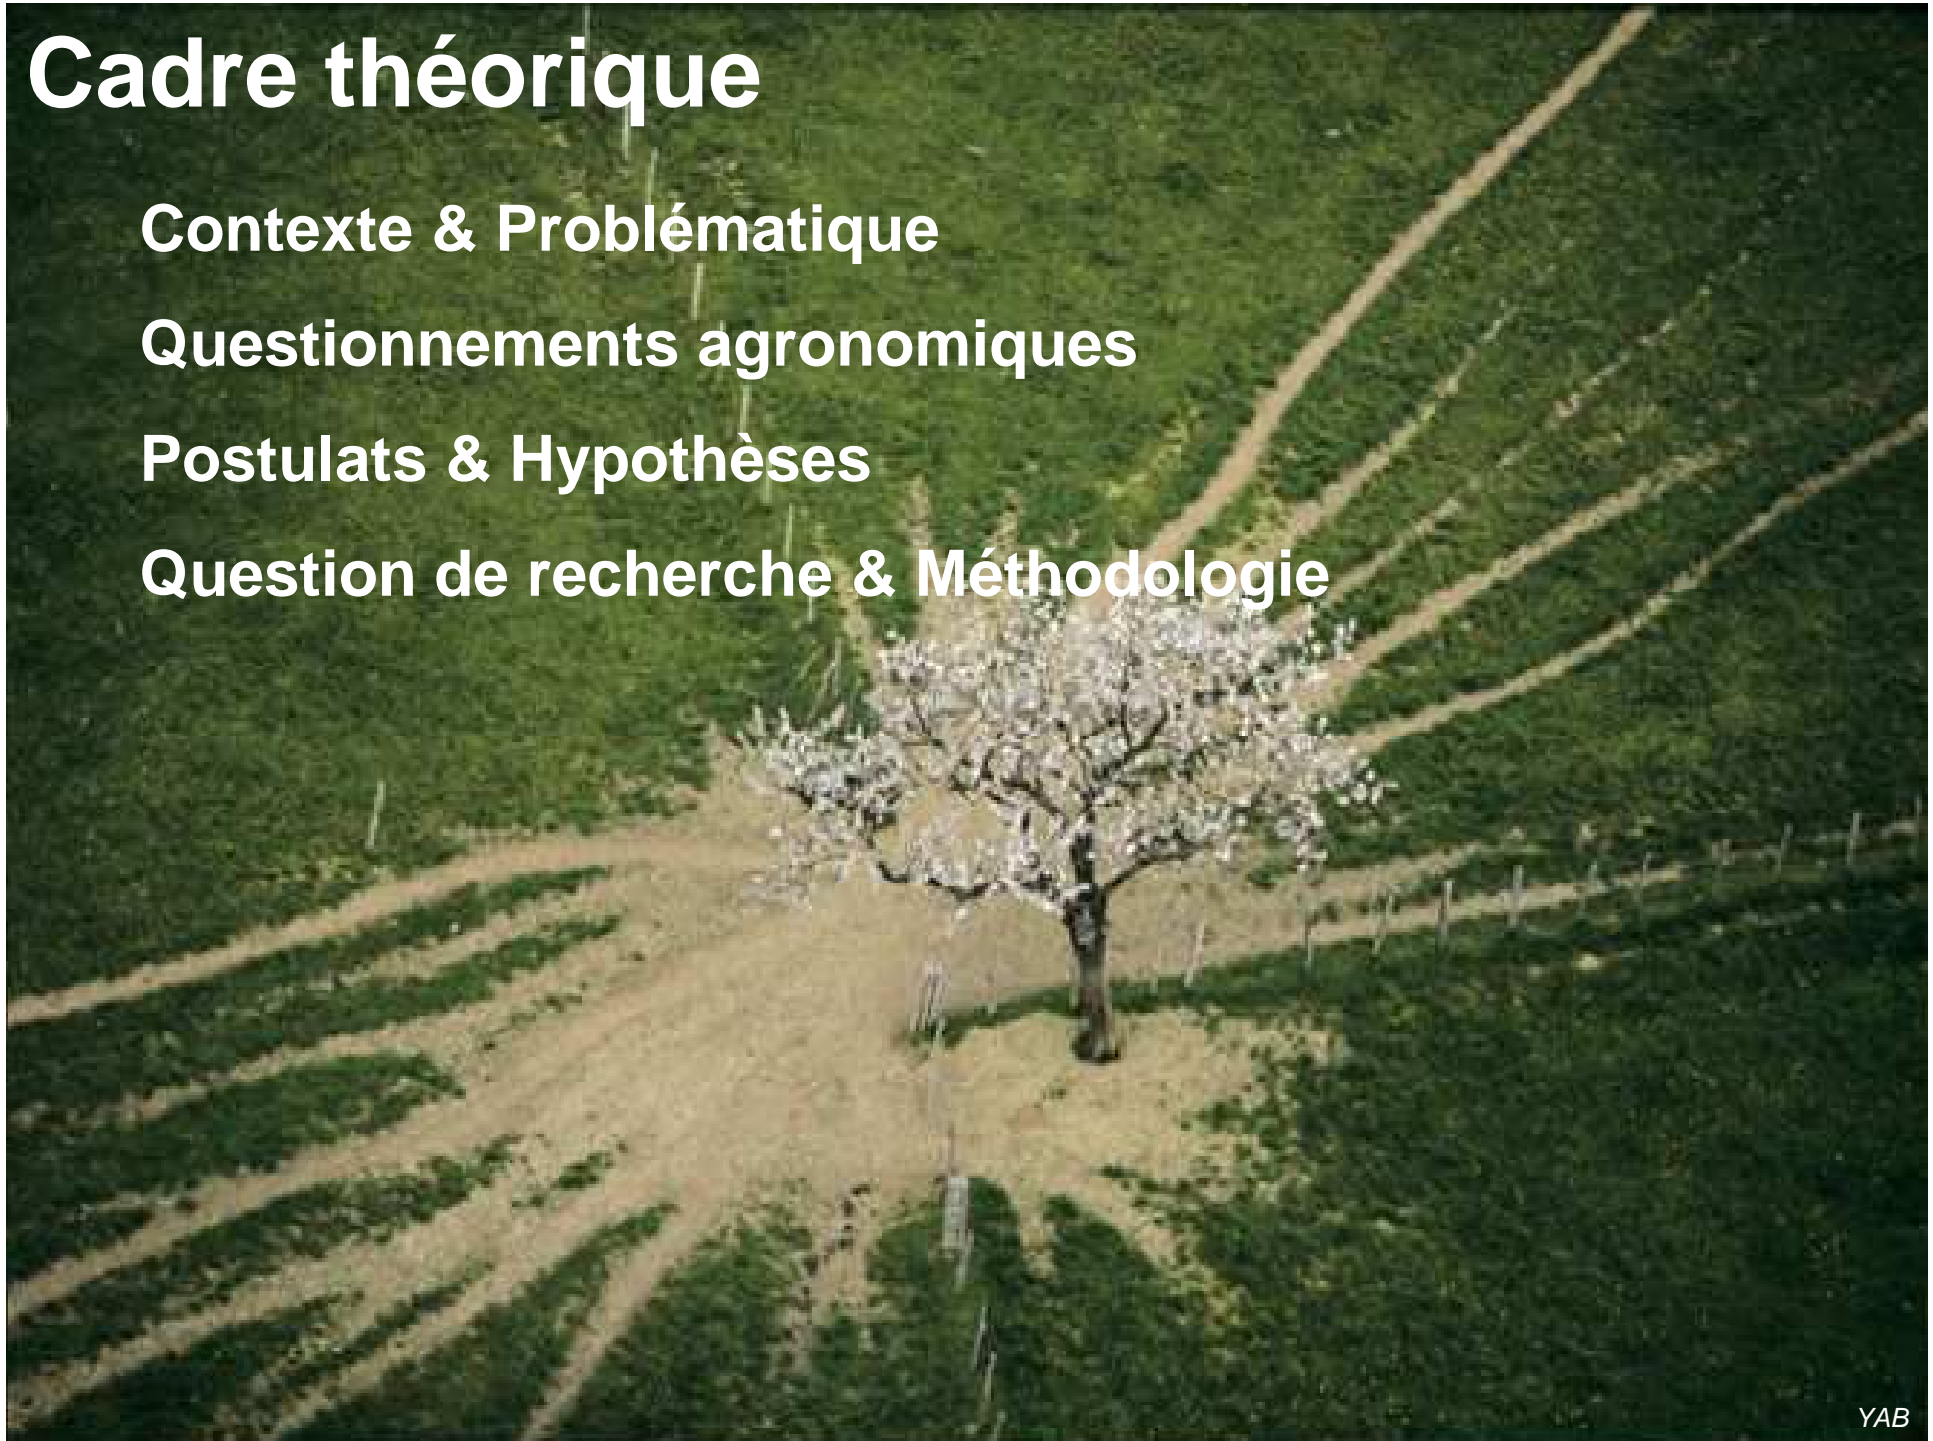 Cadre théorique
Contexte & Problématique
Questionnements agronomiques
Postulats & Hypothèses
Question de recherche & Méthodologie
YAB